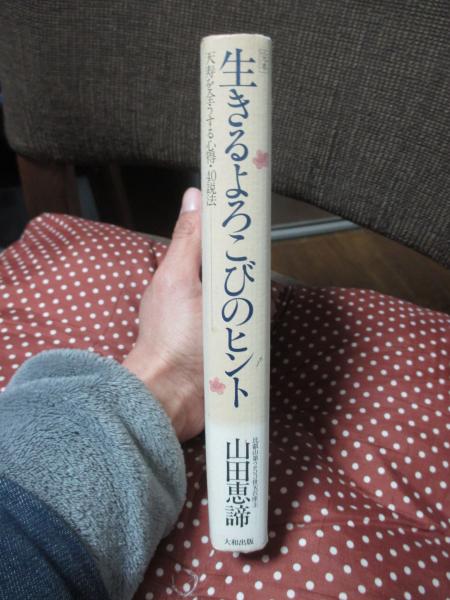 生きるよろこびのヒント
天寿を全うする心得・40説法
山田恵諦
大和出版